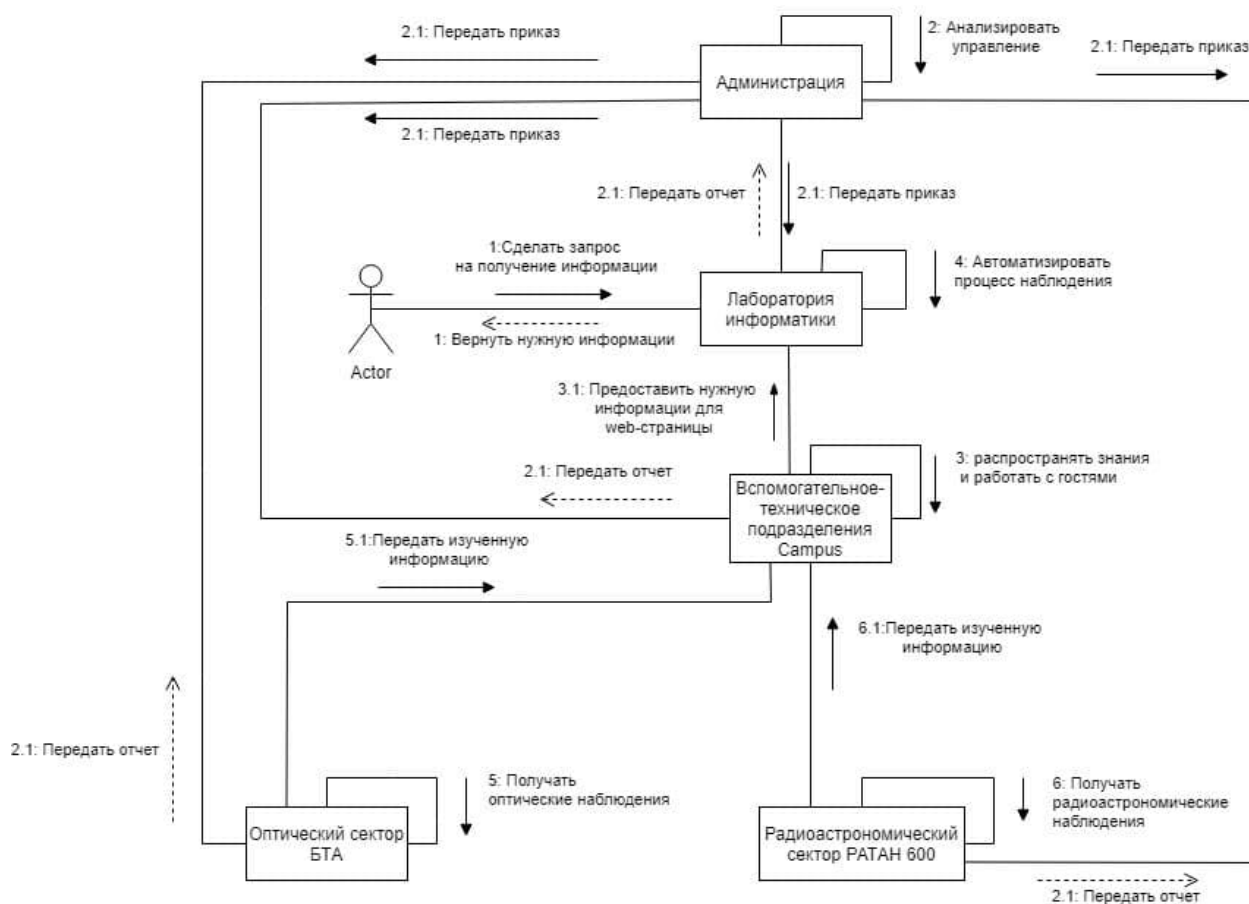 2.1: Передать приказ
2: Анализировать
управление
2.1: Передать приказ
Администрация
2.1: Передать приказ
2.1: Передать отчет
2.1: Передать приказ
1:Сделать запрос
на получение информации
4: Автоматизировать
процесс наблюдения
Лаборатория
информатики
1: Вернуть нужную информации
Actor
3.1: Предоставить нужную
информации для
web-страницы
2.1: Передать отчет
3: распространять знания
и работать с гостями
Вспомогательное-
техническое
подразделения
Campus
5.1:Передать изученную
информацию
6.1:Передать изученную
информацию
2.1: Передать отчет
5: Получать
оптические наблюдения
6: Получать
радиоастрономические
наблюдения
Оптический сектор
БТА
Радиоастрономический
сектор РАТАН 600
2.1: Передать отчет